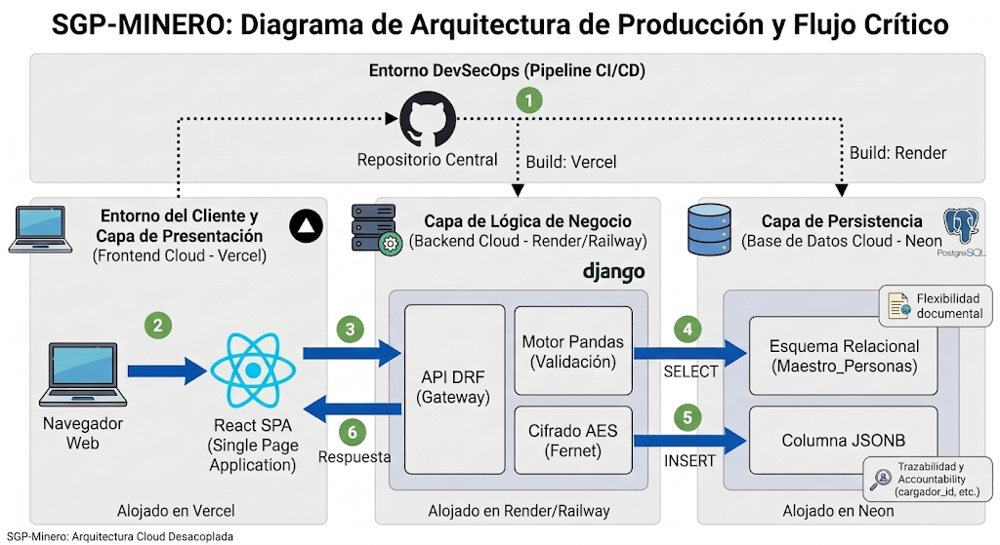 SGP-MINERO: Diagrama de Arquitectura de Producción y Flujo Crítico
Entorno DevSecOps (Pipeline CI/CD)
1
Repositorio Central
Build: Vercel
Build: Render
Entorno del Cliente y
Capa de Presentación
(Frontend Cloud - Vercel)
Capa de Lógica de Negocio
(Backend Cloud - Render/Railway)
django
Capa de Persistencia
(Base de Datos Cloud - Neon
PostgreSQL
Flexibilidad
documental
2
Navegador
Web
React SPA
(Single Page
Application)
3
6
Respuesta
API DRF
(Gateway)
Motor Pandas
(Validación)
Cifrado AES
(Fernet)
4
SELECT
5
INSERT
Esquema Relacional
(Maestro_Personas)
Columna JSONB
Trazabilidad y
Accountability
(cargador_id, etc.)
Alojado en Vercel
Alojado en Render/Railway
Alojado en Neon
SGP-Minero: Arquitectura Cloud Desacoplada